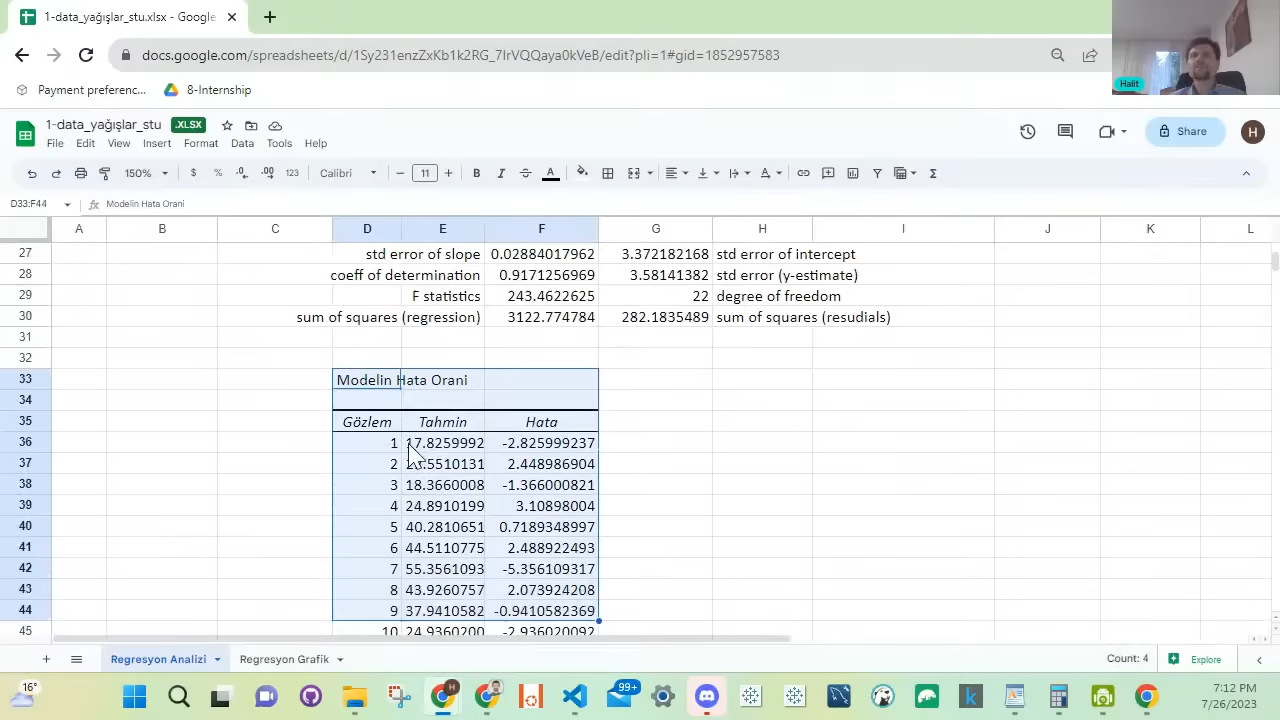 1-data_yağışlar_stu.xlsx - Google
docs.google.com/spreadsheets/d/1Sy231enzZxKb1k2RG_7IrVQQaya0kVeB/edit?pli=1#gid=1852957583
Payment preferenc... 8-Internship
Halit
1-data_yağışlar_stu .XLSX
File Edit View Insert Format Data Tools Help
Share H
150% $ % .0 .00 123 Calibri 11 B I A
D33:F44 fx Modelin Hata Orani
A B C D E F G H I J K L
27 std error of slope 0.02884017962 3.372182168 std error of intercept
28 coeff of determination 0.9171256969 3.58141382 std error (y-estimate)
29 F statistics 243.4622625 22 degree of freedom
30 sum of squares (regression) 3122.774784 282.1835489 sum of squares (resudials)
31
32
33 Modelin Hata Orani
34
35 Gözlem Tahmin Hata
36 1 17.8259992 -2.825999237
37 2 2.448986904
38 3 18.3660008 -1.366000821
39 4 24.8910199 3.10898004
40 5 40.2810651 0.7189348997
41 6 44.5110775 2.488922493
42 7 55.3561093 -5.356109317
43 8 43.9260757 2.073924208
44 9 37.9410582 -0.9410582369
45 10 24.9360200 -2.936020092
Regresyon Analizi Regresyon Grafik Count: 4 Explore
16° 99+ 7:12 PM
7/26/2023